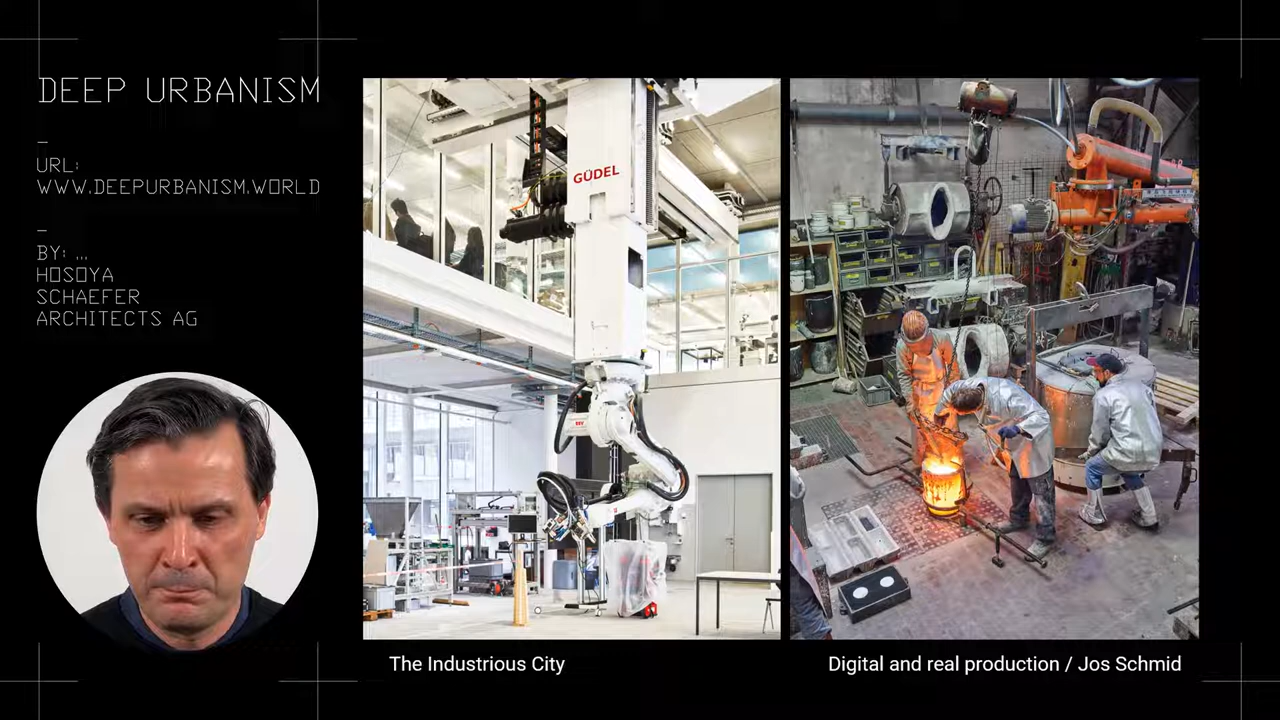 DEEP URBANISM
–
URL:
WWW.DEEPURBANISM.WORLD
–
BY: ...
HOSOYA
SCHAEFER
ARCHITECTS AG
GÜDEL
The Industrious City
Digital and real production / Jos Schmid